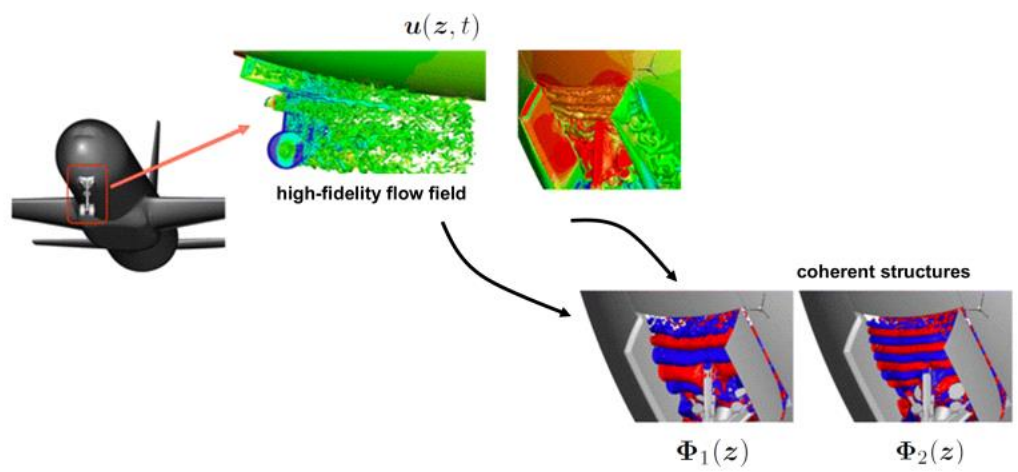 𝒖(𝒛, t)
high-fidelity flow field
coherent structures
𝚽₁(𝒛)
𝚽₂(𝒛)